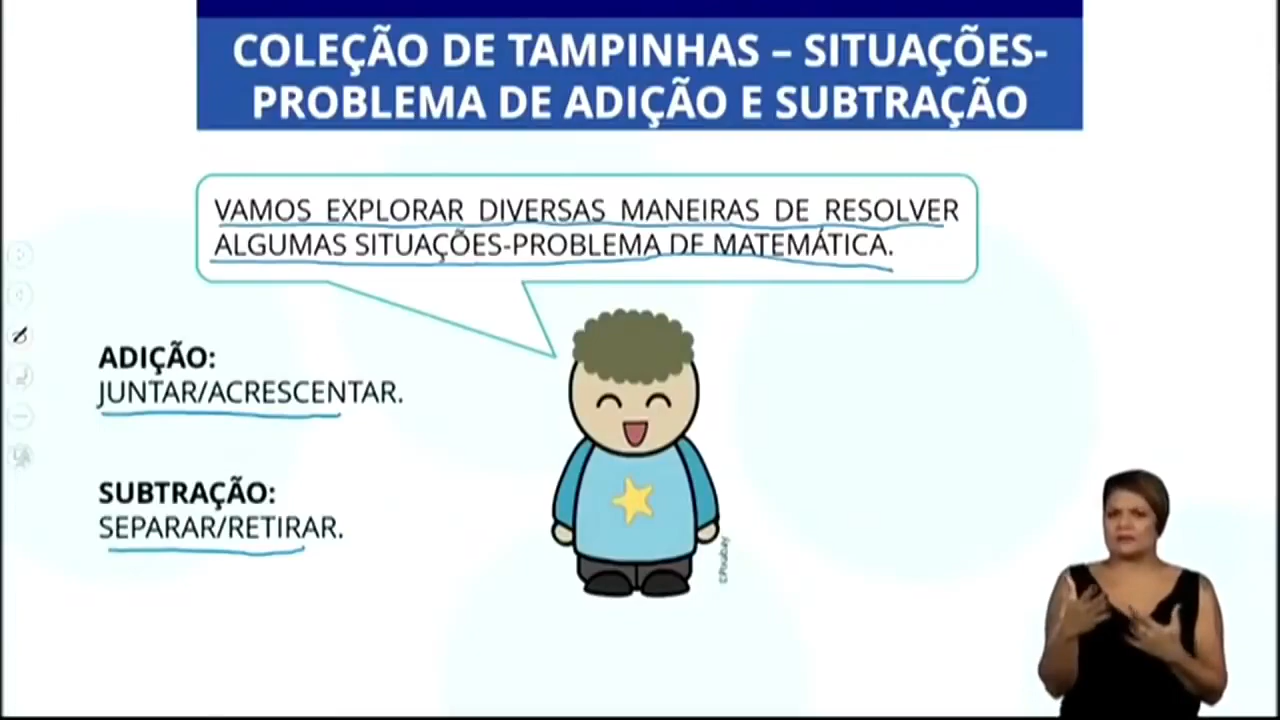 COLEÇÃO DE TAMPINHAS – SITUAÇÕES-
PROBLEMA DE ADIÇÃO E SUBTRAÇÃO
VAMOS EXPLORAR DIVERSAS MANEIRAS DE RESOLVER
ALGUMAS SITUAÇÕES-PROBLEMA DE MATEMÁTICA.
ADIÇÃO:
JUNTAR/ACRESCENTAR.
SUBTRAÇÃO:
SEPARAR/RETIRAR.
©Pixabay